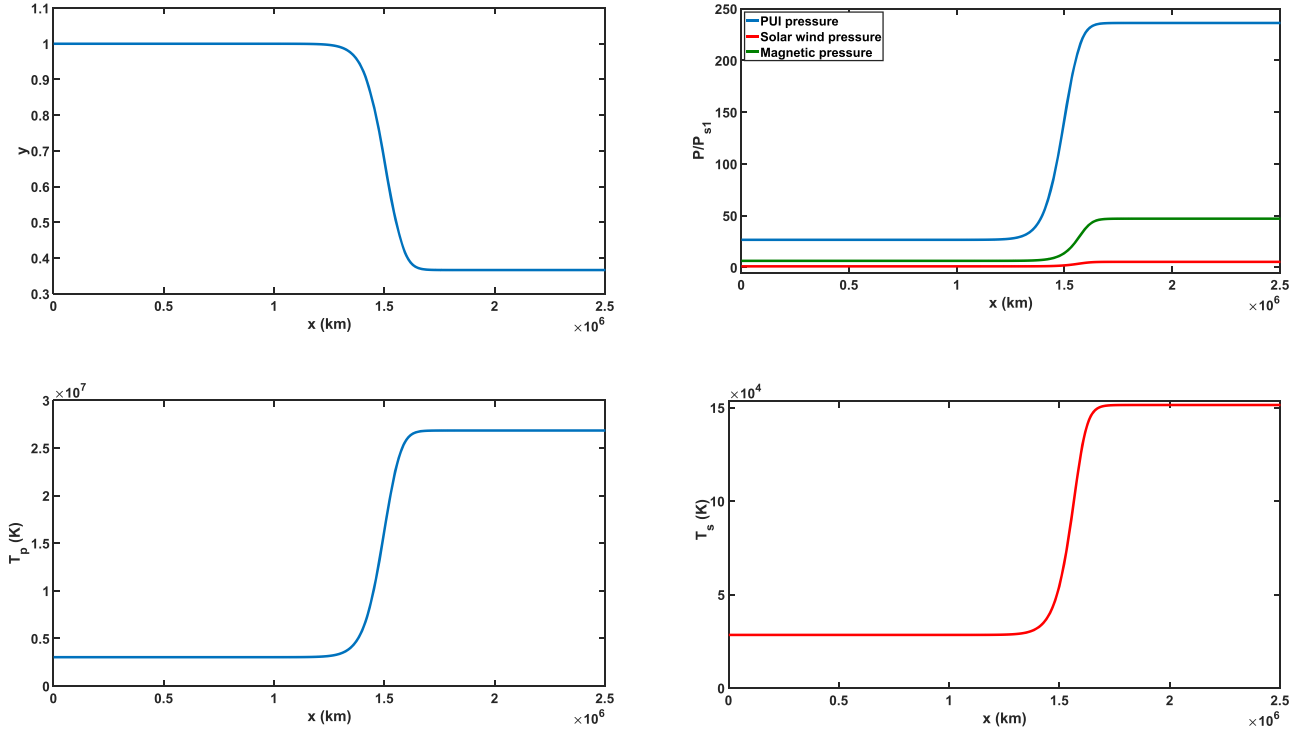 1.1
1
0.9
0.8
0.7
0.6
0.5
0.4
0.3
y
0 0.5 1 1.5 2 2.5
x (km)
×10^6
250
200
150
100
50
0
P/P_s1
PUI pressure
Solar wind pressure
Magnetic pressure
0 0.5 1 1.5 2 2.5
x (km)
×10^6
×10^7
3
2.5
2
1.5
1
0.5
0
T_p (K)
0 0.5 1 1.5 2 2.5
x (km)
×10^6
×10^4
15
10
5
0
T_s (K)
0 0.5 1 1.5 2 2.5
x (km)
×10^6